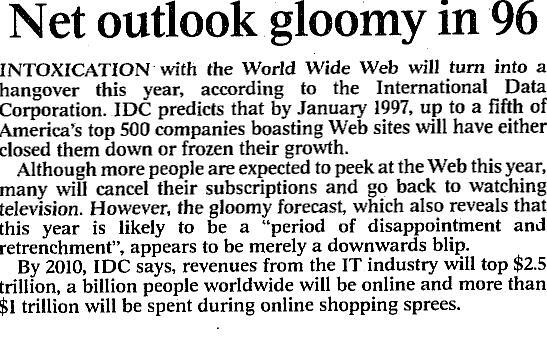 Net outlook gloomy in 96
INTOXICATION with the World Wide Web will turn into a
hangover this year, according to the International Data
Corporation. IDC predicts that by January 1997, up to a fifth of
America's top 500 companies boasting Web sites will have either
closed them down or frozen their growth.
Although more people are expected to peek at the Web this year,
many will cancel their subscriptions and go back to watching
television. However, the gloomy forecast, which also reveals that
this year is likely to be a “period of disappointment and
retrenchment”, appears to be merely a downwards blip.
By 2010, IDC says, revenues from the IT industry will top $2.5
trillion, a billion people worldwide will be online and more than
$1 trillion will be spent during online shopping sprees.